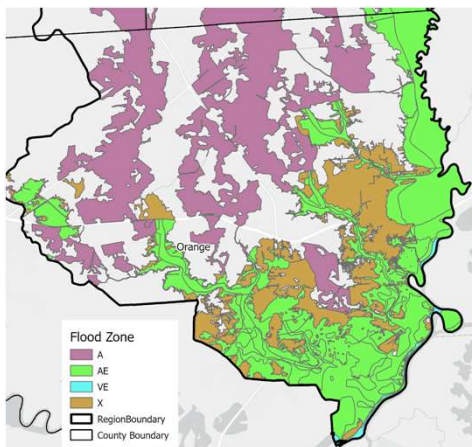 Orange
Flood Zone
A
AE
VE
X
RegionBoundary
County Boundary